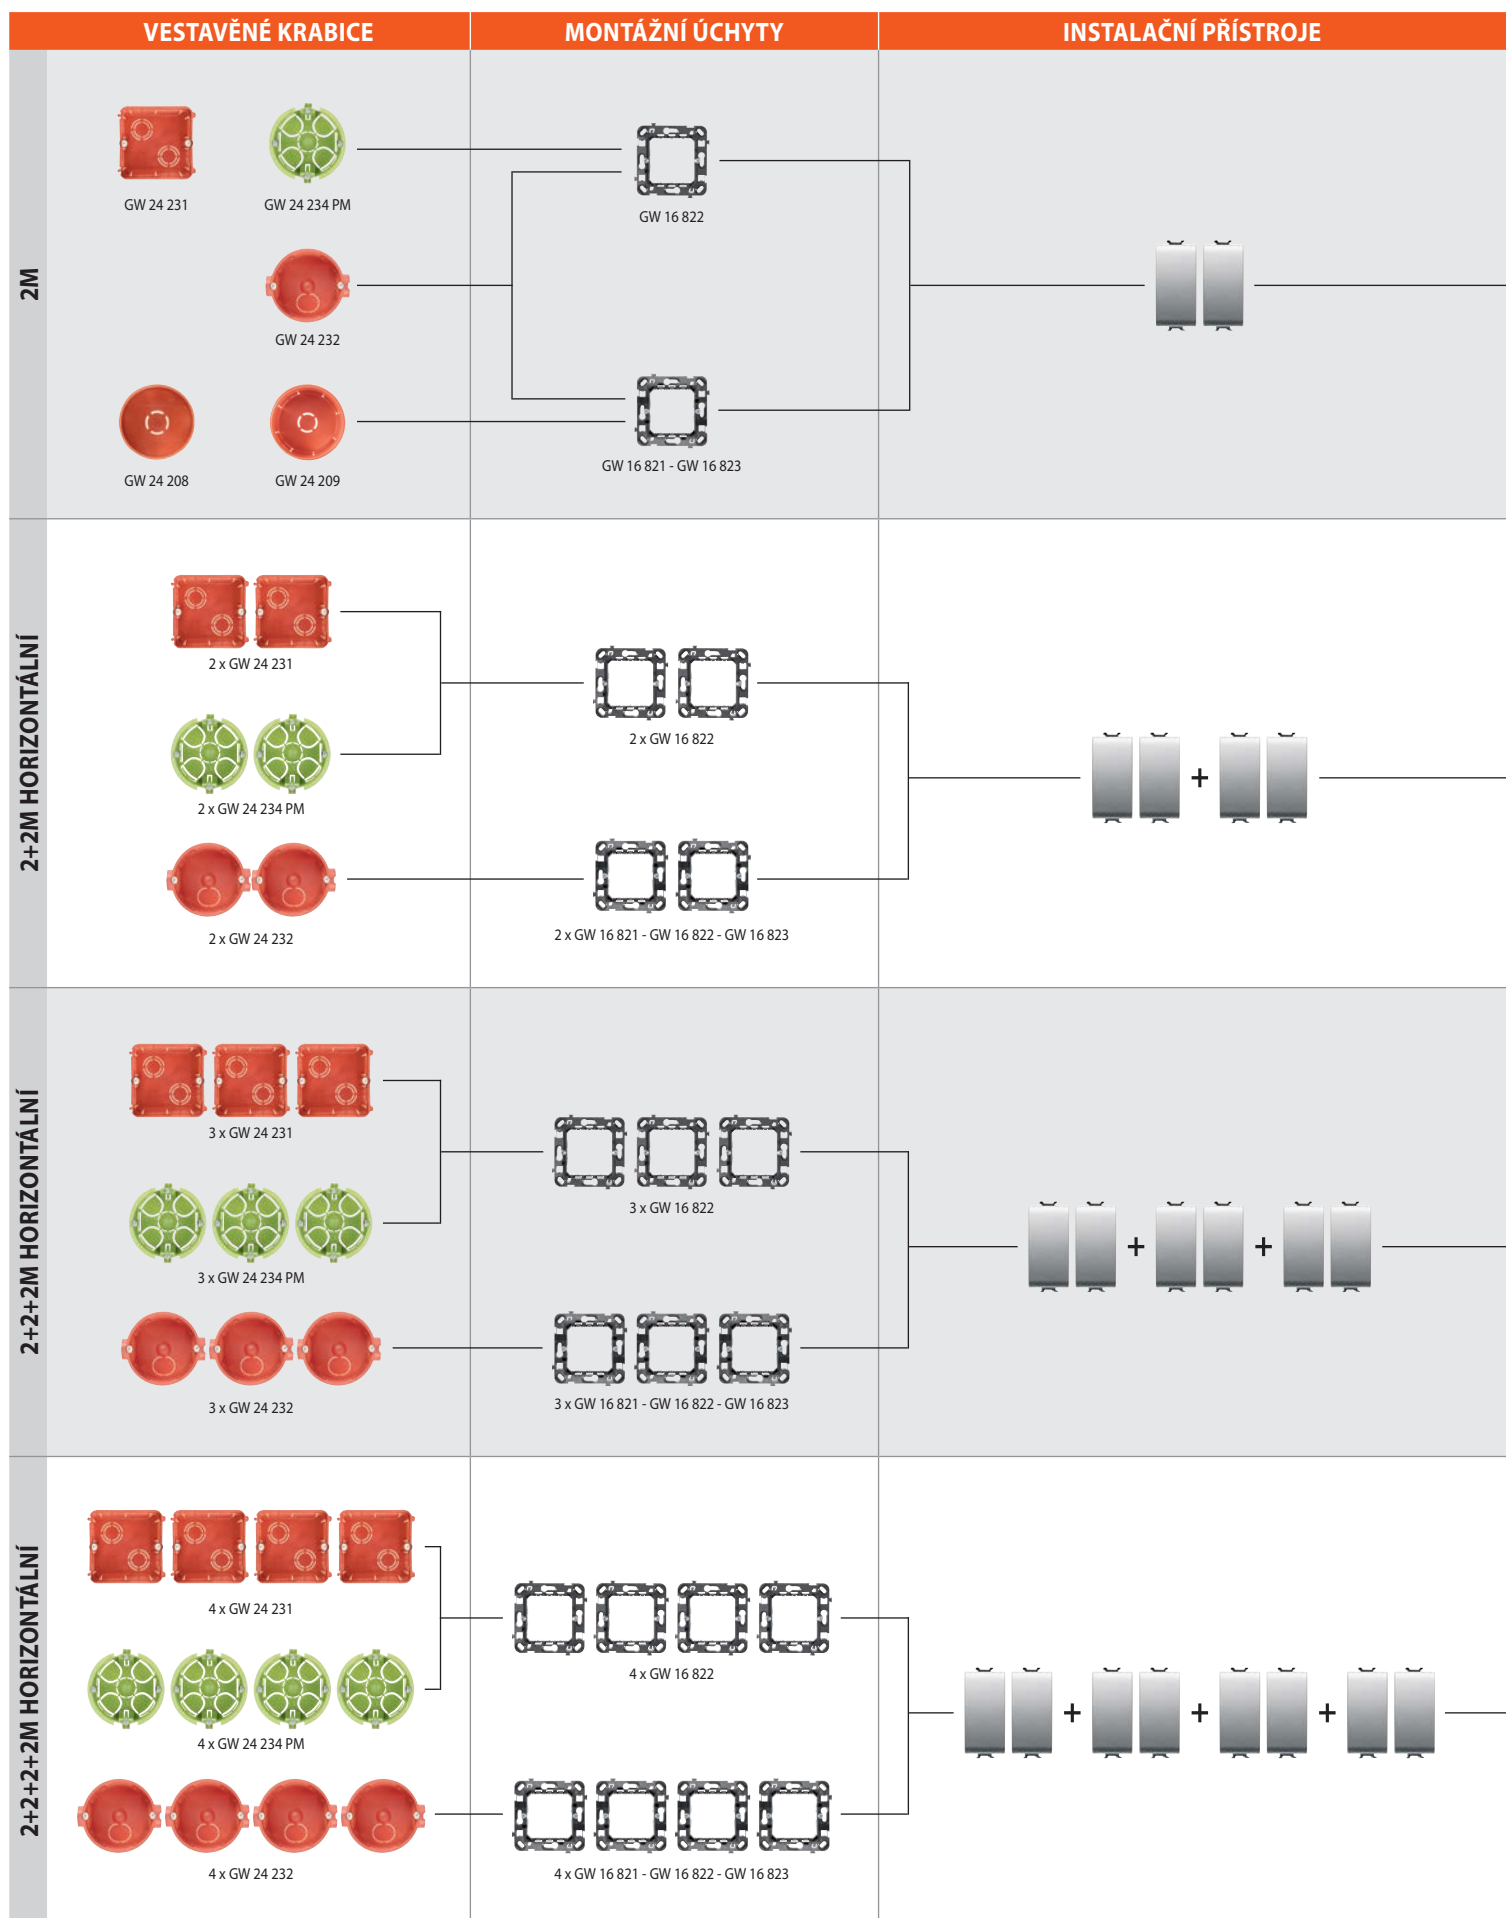 VESTAVĚNÉ KRABICE
MONTÁŽNÍ ÚCHYTY
INSTALAČNÍ PŘÍSTROJE
2M
GW 24 231
GW 24 234 PM
GW 16 822
GW 24 232
GW 24 208
GW 24 209
GW 16 821 - GW 16 823
2+2M HORIZONTÁLNÍ
2 x GW 24 231
2 x GW 16 822
2 x GW 24 234 PM
+
2 x GW 24 232
2 x GW 16 821 - GW 16 822 - GW 16 823
2+2+2M HORIZONTÁLNÍ
3 x GW 24 231
3 x GW 16 822
3 x GW 24 234 PM
+ +
3 x GW 24 232
3 x GW 16 821 - GW 16 822 - GW 16 823
2+2+2+2M HORIZONTÁLNÍ
4 x GW 24 231
4 x GW 16 822
4 x GW 24 234 PM
+ + +
4 x GW 24 232
4 x GW 16 821 - GW 16 822 - GW 16 823